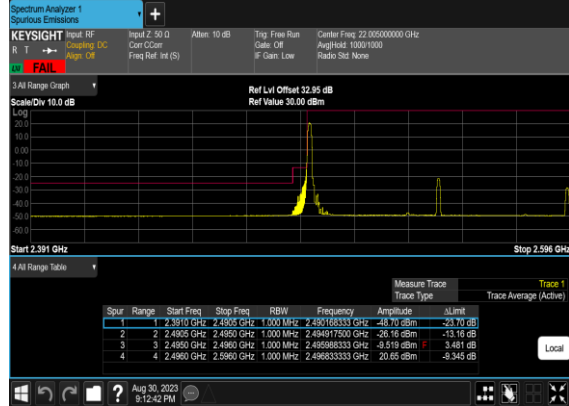 Spectrum Analyzer 1
Spurious Emissions
+
KEYSIGHT Input: RF Input Z: 50 Ω Atten: 10 dB Trig: Free Run Center Freq: 22.005000000 GHz
R T Coupling: DC Corr CCorr Gate: Off Avg|Hold: 1000/1000
Align: Off Freq Ref: Int (S) IF Gain: Low Radio Std: None
FAIL
3 All Range Graph
Ref Lvl Offset 32.95 dB
Scale/Div 10.0 dB Ref Value 30.00 dBm
Log
20.0
10.0
0.00
-10.0
-20.0
-30.0
-40.0
-50.0
-60.0
Start 2.391 GHz Stop 2.596 GHz
4 All Range Table
Measure Trace Trace 1
Trace Type Trace Average (Active)
Spur Range Start Freq Stop Freq RBW Frequency Amplitude ΔLimit
1 1 2.3910 GHz 2.4905 GHz 1.000 MHz 2.490168333 GHz -48.70 dBm -23.70 dB
2 2 2.4905 GHz 2.4950 GHz 1.000 MHz 2.494917500 GHz -26.16 dBm -13.16 dB
3 3 2.4950 GHz 2.4960 GHz 1.000 MHz 2.495988333 GHz -9.519 dBm F 3.481 dB
4 4 2.4960 GHz 2.5960 GHz 1.000 MHz 2.496833333 GHz 20.65 dBm -9.345 dB
Local
? Aug 30, 2023
9:12:42 PM